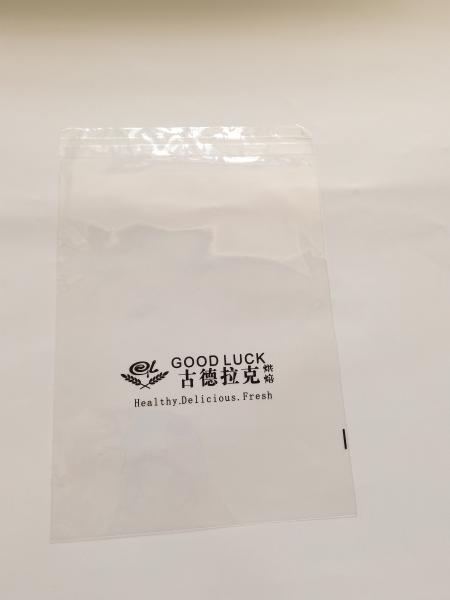 GOOD LUCK
古德拉克 烘焙
Healthy.Delicious.Fresh